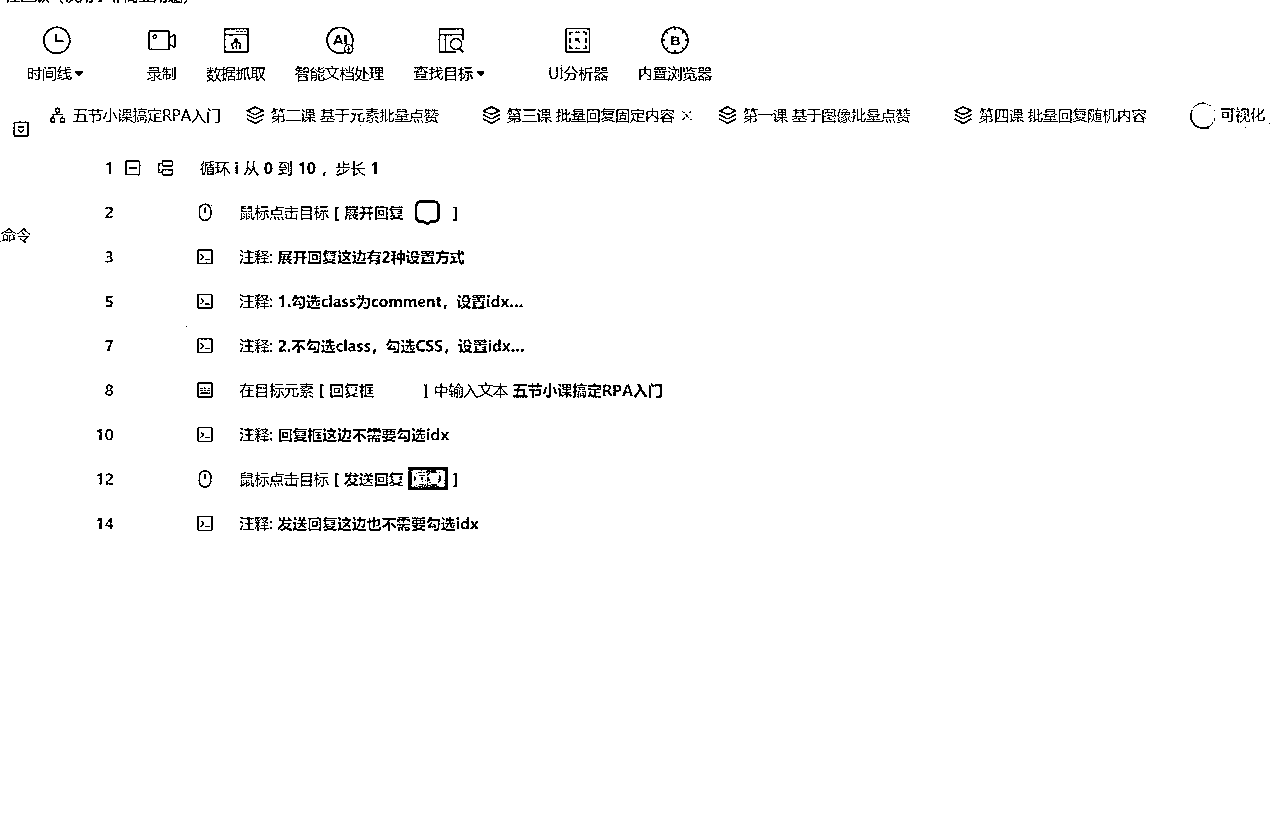 时间线 录制 数据抓取 智能文档处理 查找目标 UI分析器 内置浏览器
五节小课搞定RPA入门 第二课 基于元素批量点赞 第三课 批量回复固定内容 × 第一课 基于图像批量点赞 第四课 批量回复随机内容 可视化
1 循环 i 从 0 到 10 ，步长 1
2 鼠标点击目标 [ 展开回复 ]
命令
3 注释: 展开回复这边有2种设置方式
5 注释: 1.勾选class为comment，设置idx...
7 注释: 2.不勾选class，勾选CSS，设置idx...
8 在目标元素 [ 回复框 ] 中输入文本 五节小课搞定RPA入门
10 注释: 回复框这边不需要勾选idx
12 鼠标点击目标 [ 发送回复 ]
14 注释: 发送回复这边也不需要勾选idx